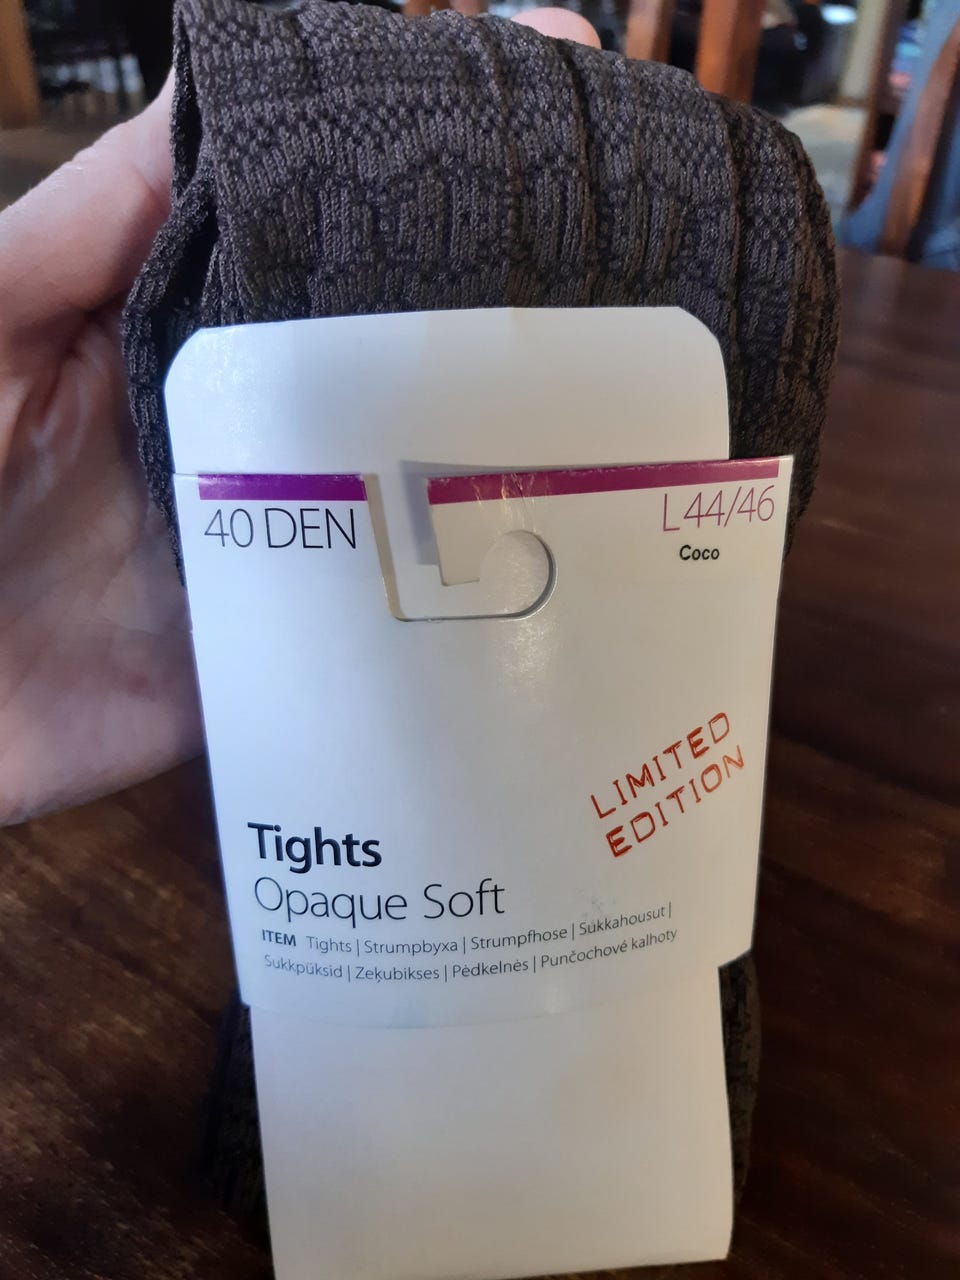 40 DEN
L 44/46
Coco
LIMITED
EDITION
Tights
Opaque Soft
ITEM Tights | Strumpbyxa | Strumpfhose | Sukkahousut |
Sukkpüksid | Zeķubikses | Pėdkelnės | Punčochové kalhoty